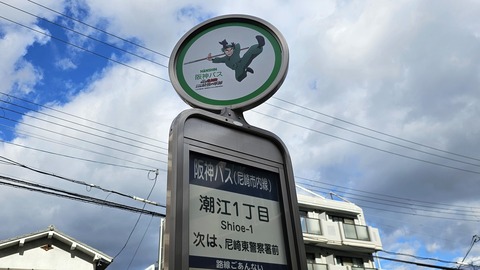 阪神バス
阪神バス〈尼崎市内線〉
潮江1丁目
Shioe-1
次は、尼崎東警察署前
路線ごあんない